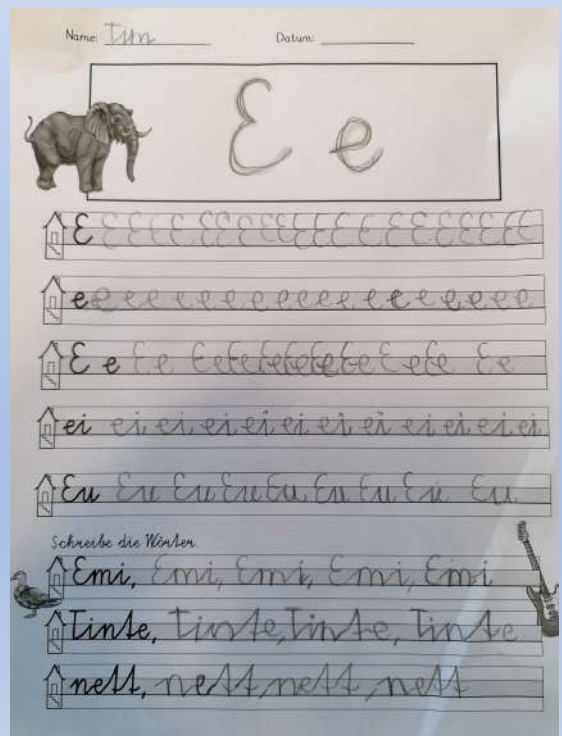 Name: Tim Datum:
E e
E E E E E E E E E E E E E E E E E
e e e e e e e e e e e e e e e e e e
E e E e E e E e E e E e E e E e E e E e
ei ei ei ei ei ei ei ei ei ei ei ei ei
Eu Eu Eu Eu Eu Eu Eu Eu Eu
Schreibe die Wörter.
Emi, Emi, Emi, Emi, Emi
Tinte, Tinte, Tinte, Tinte
nett, nett, nett, nett